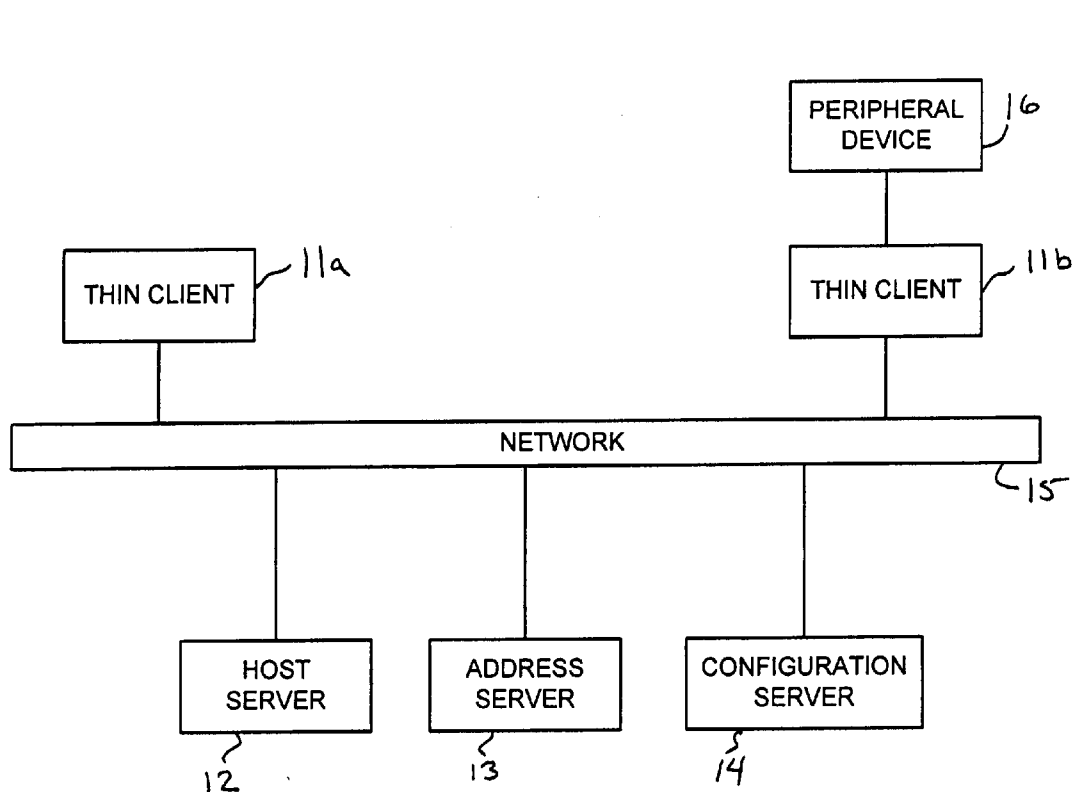 PERIPHERAL
DEVICE
16
THIN CLIENT
11a
THIN CLIENT
11b
NETWORK
15
HOST
SERVER
12
ADDRESS
SERVER
13
CONFIGURATION
SERVER
14